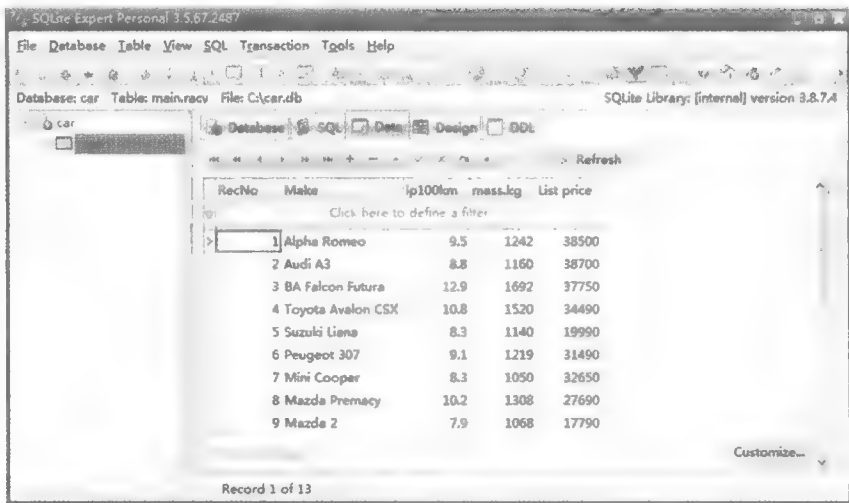 SQLite Expert Personal 3.5.67.2487
File Database Table View SQL Transaction Tools Help
Database: car Table: main.racv File: C:\car.db SQLite Library: [internal] version 3.8.7.4
car
Database SQL Data Design DDL
Refresh
RecNo Make lp100km mass.kg List price
Click here to define a filter
1 Alpha Romeo 9.5 1242 38500
2 Audi A3 8.8 1160 38700
3 BA Falcon Futura 12.9 1692 37750
4 Toyota Avalon CSX 10.8 1520 34490
5 Suzuki Liana 8.3 1140 19990
6 Peugeot 307 9.1 1219 31490
7 Mini Cooper 8.3 1050 32650
8 Mazda Premacy 10.2 1308 27690
9 Mazda 2 7.9 1068 17790
Customize...
Record 1 of 13